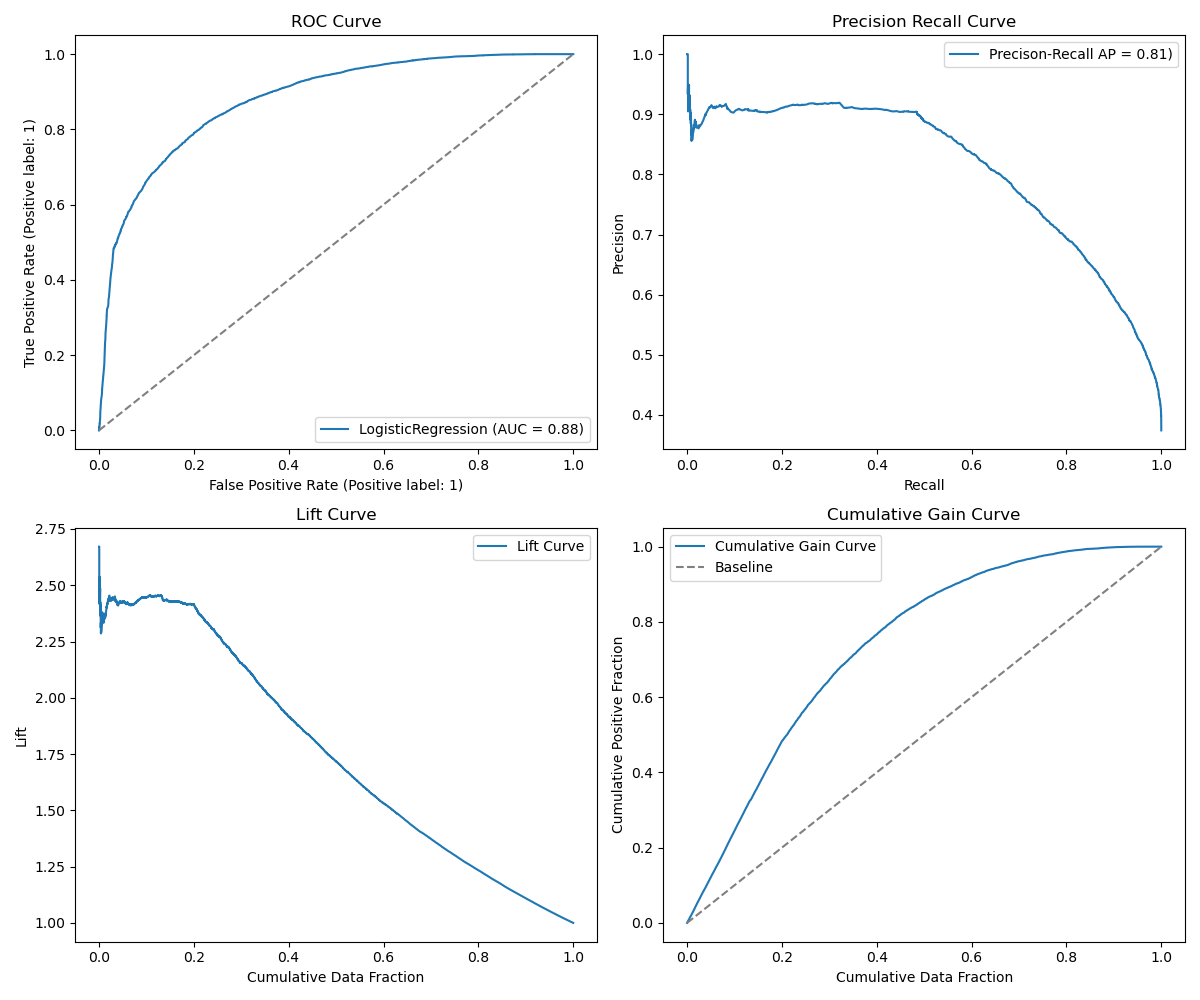 ROC Curve
1.0
0.8
0.6
0.4
0.2
0.0
True Positive Rate (Positive label: 1)
LogisticRegression (AUC = 0.88)
0.0 0.2 0.4 0.6 0.8 1.0
False Positive Rate (Positive label: 1)
Precision Recall Curve
Precison-Recall AP = 0.81)
1.0
0.9
0.8
0.7
0.6
0.5
0.4
Precision
0.0 0.2 0.4 0.6 0.8 1.0
Recall
Lift Curve
Lift Curve
2.75
2.50
2.25
2.00
1.75
1.50
1.25
1.00
Lift
0.0 0.2 0.4 0.6 0.8 1.0
Cumulative Data Fraction
Cumulative Gain Curve
Cumulative Gain Curve
Baseline
1.0
0.8
0.6
0.4
0.2
0.0
Cumulative Positive Fraction
0.0 0.2 0.4 0.6 0.8 1.0
Cumulative Data Fraction